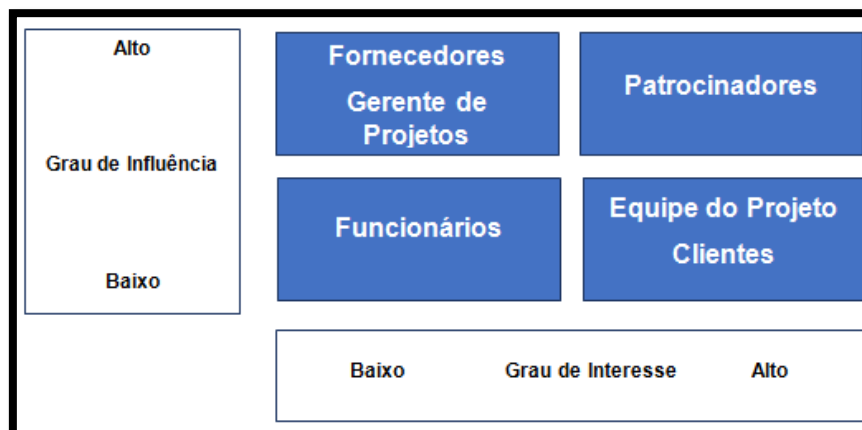 Alto
Grau de Influência
Baixo
Fornecedores
Gerente de
Projetos
Patrocinadores
Funcionários
Equipe do Projeto
Clientes
Baixo Grau de Interesse Alto